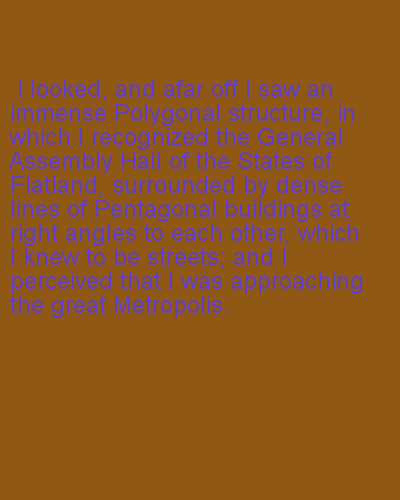 I looked, and afar off I saw an
immense Polygonal structure, in
which I recognized the General
Assembly Hall of the States of
Flatland, surrounded by dense
lines of Pentagonal buildings at
right angles to each other, which
I knew to be streets; and I
perceived that I was approaching
the great Metropolis.